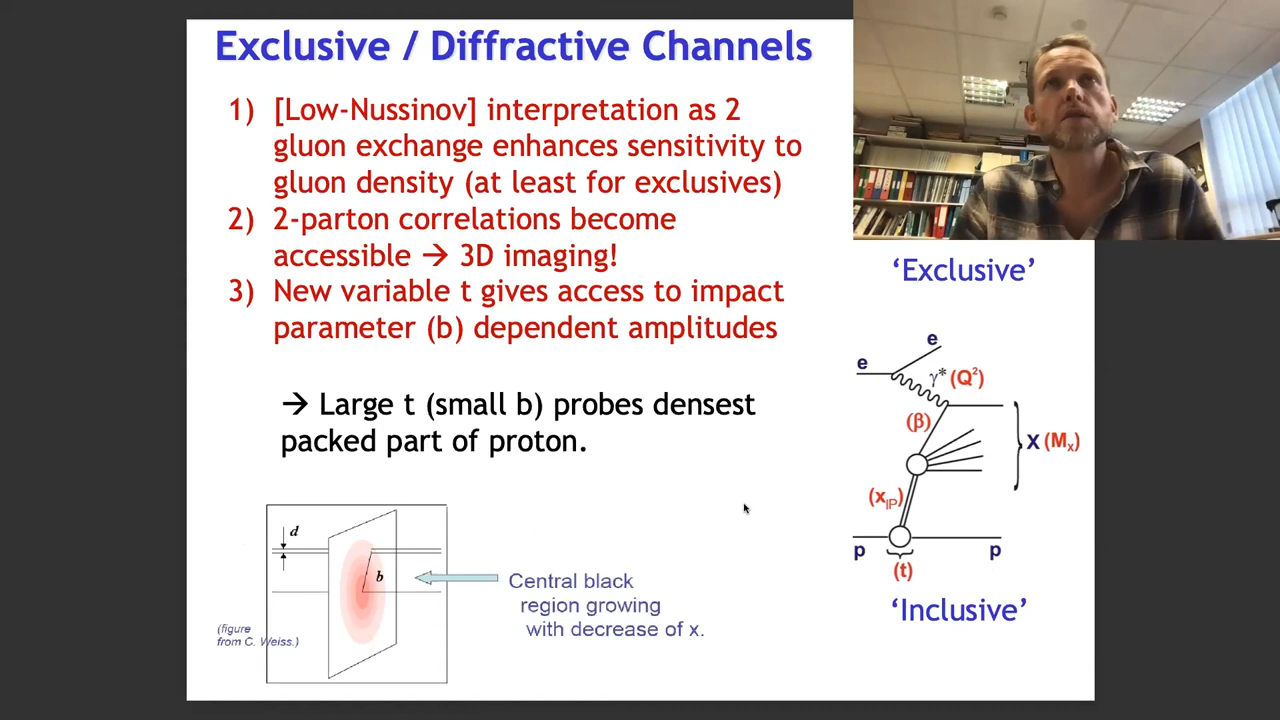 Exclusive / Diffractive Channels
1) [Low-Nussinov] interpretation as 2
gluon exchange enhances sensitivity to
gluon density (at least for exclusives)
2) 2-parton correlations become
accessible → 3D imaging!
3) New variable t gives access to impact
parameter (b) dependent amplitudes
→ Large t (small b) probes densest
packed part of proton.
d
b
(figure
from C. Weiss.)
Central black
region growing
with decrease of x.
‘Exclusive’
e
e
γ* (Q²)
(β)
X (Mx)
(xIP)
p
p
(t)
‘Inclusive’